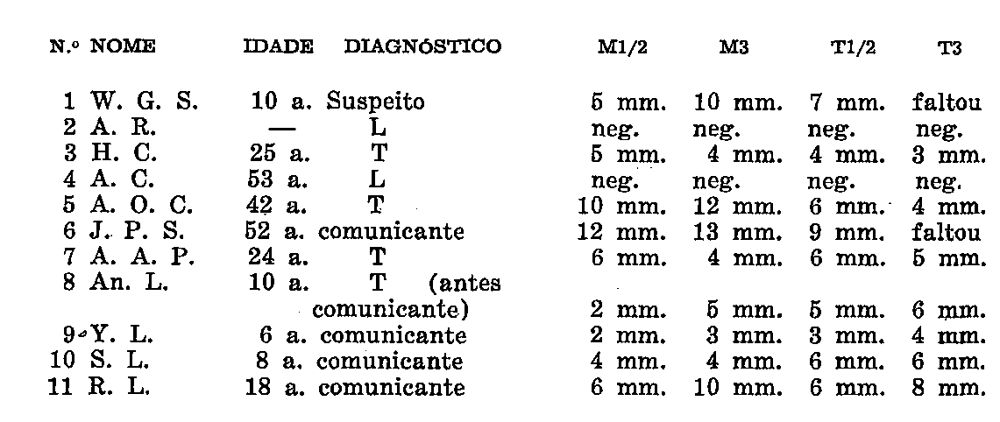 N.º NOME IDADE DIAGNÓSTICO M1/2 M3 T1/2 T3
1 W. G. S. 10 a. Suspeito 5 mm. 10 mm. 7 mm. faltou
2 A. R. — L neg. neg. neg. neg.
3 H. C. 25 a. T 5 mm. 4 mm. 4 mm. 3 mm.
4 A. C. 53 a. L neg. neg. neg. neg.
5 A. O. C. 42 a. T 10 mm. 12 mm. 6 mm. 4 mm.
6 J. P. S. 52 a. comunicante 12 mm. 13 mm. 9 mm. faltou
7 A. A. P. 24 a. T 6 mm. 4 mm. 6 mm. 5 mm.
8 An. L. 10 a. T (antes
comunicante) 2 mm. 5 mm. 5 mm. 6 mm.
9 Y. L. 6 a. comunicante 2 mm. 3 mm. 3 mm. 4 mm.
10 S. L. 8 a. comunicante 4 mm. 4 mm. 6 mm. 6 mm.
11 R. L. 18 a. comunicante 6 mm. 10 mm. 6 mm. 8 mm.